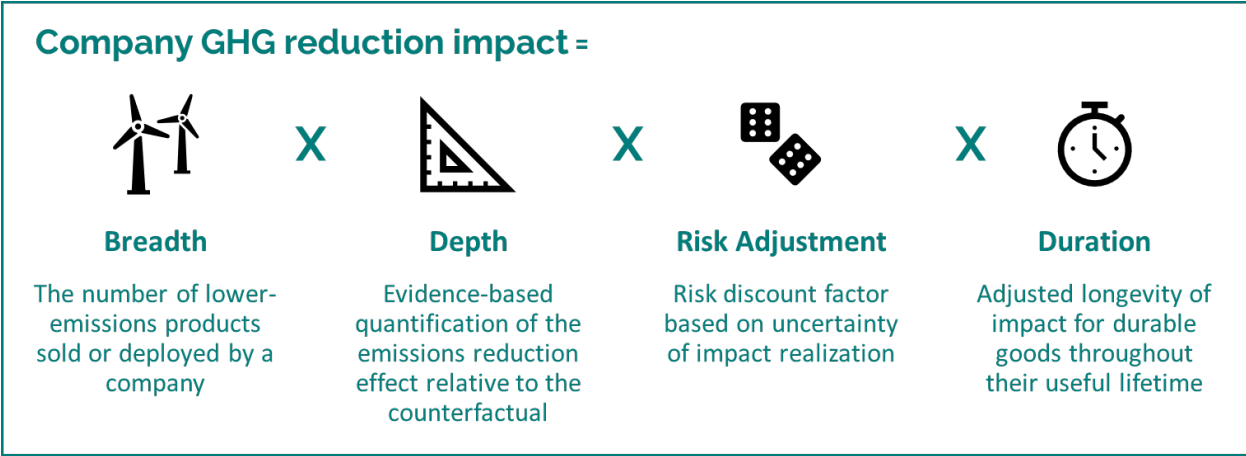 Company GHG reduction impact =
X
X
X
Breadth
The number of lower-
emissions products
sold or deployed by a
company
Depth
Evidence-based
quantification of the
emissions reduction
effect relative to the
counterfactual
Risk Adjustment
Risk discount factor
based on uncertainty
of impact realization
Duration
Adjusted longevity of
impact for durable
goods throughout
their useful lifetime